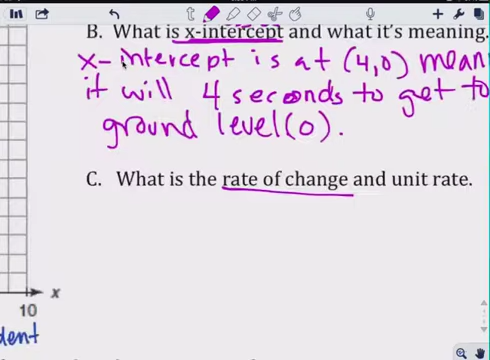 B. What is x-intercept and what it's meaning.
x-intercept is at (4,0) mean
it will 4 seconds to get to
ground level (0).
C. What is the rate of change and unit rate.
x
10
dent